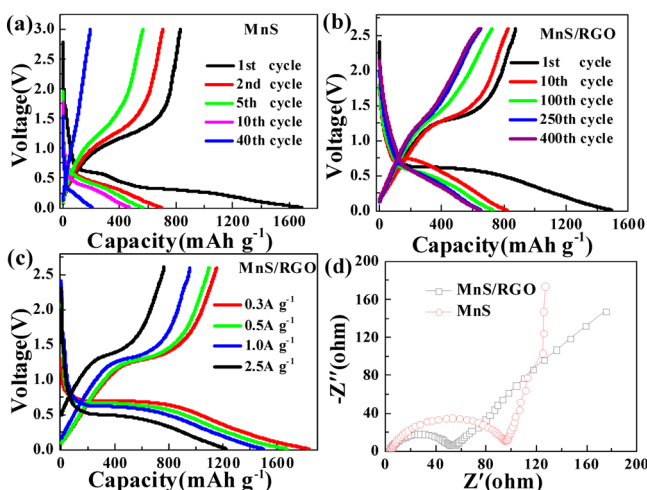 (a)
MnS
3.0
2.5
2.0
1.5
1.0
0.5
0.0
Voltage(V)
1st cycle
2nd cycle
5th cycle
10th cycle
40th cycle
0 400 800 1200 1600
Capacity(mAh g⁻¹)
(b)
MnS/RGO
2.5
2.0
1.5
1.0
0.5
0.0
Voltage(V)
1st cycle
10th cycle
100th cycle
250th cycle
400th cycle
0 400 800 1200 1600
Capacity(mAh g⁻¹)
(c)
MnS/RGO
2.5
2.0
1.5
1.0
0.5
0.0
Voltage(V)
0.3A g⁻¹
0.5A g⁻¹
1.0A g⁻¹
2.5A g⁻¹
0 400 800 1200 1600
Capacity(mAh g⁻¹)
(d)
200
160
120
80
40
0
-Z″(ohm)
MnS/RGO
MnS
0 40 80 120 160 200
Z′(ohm)